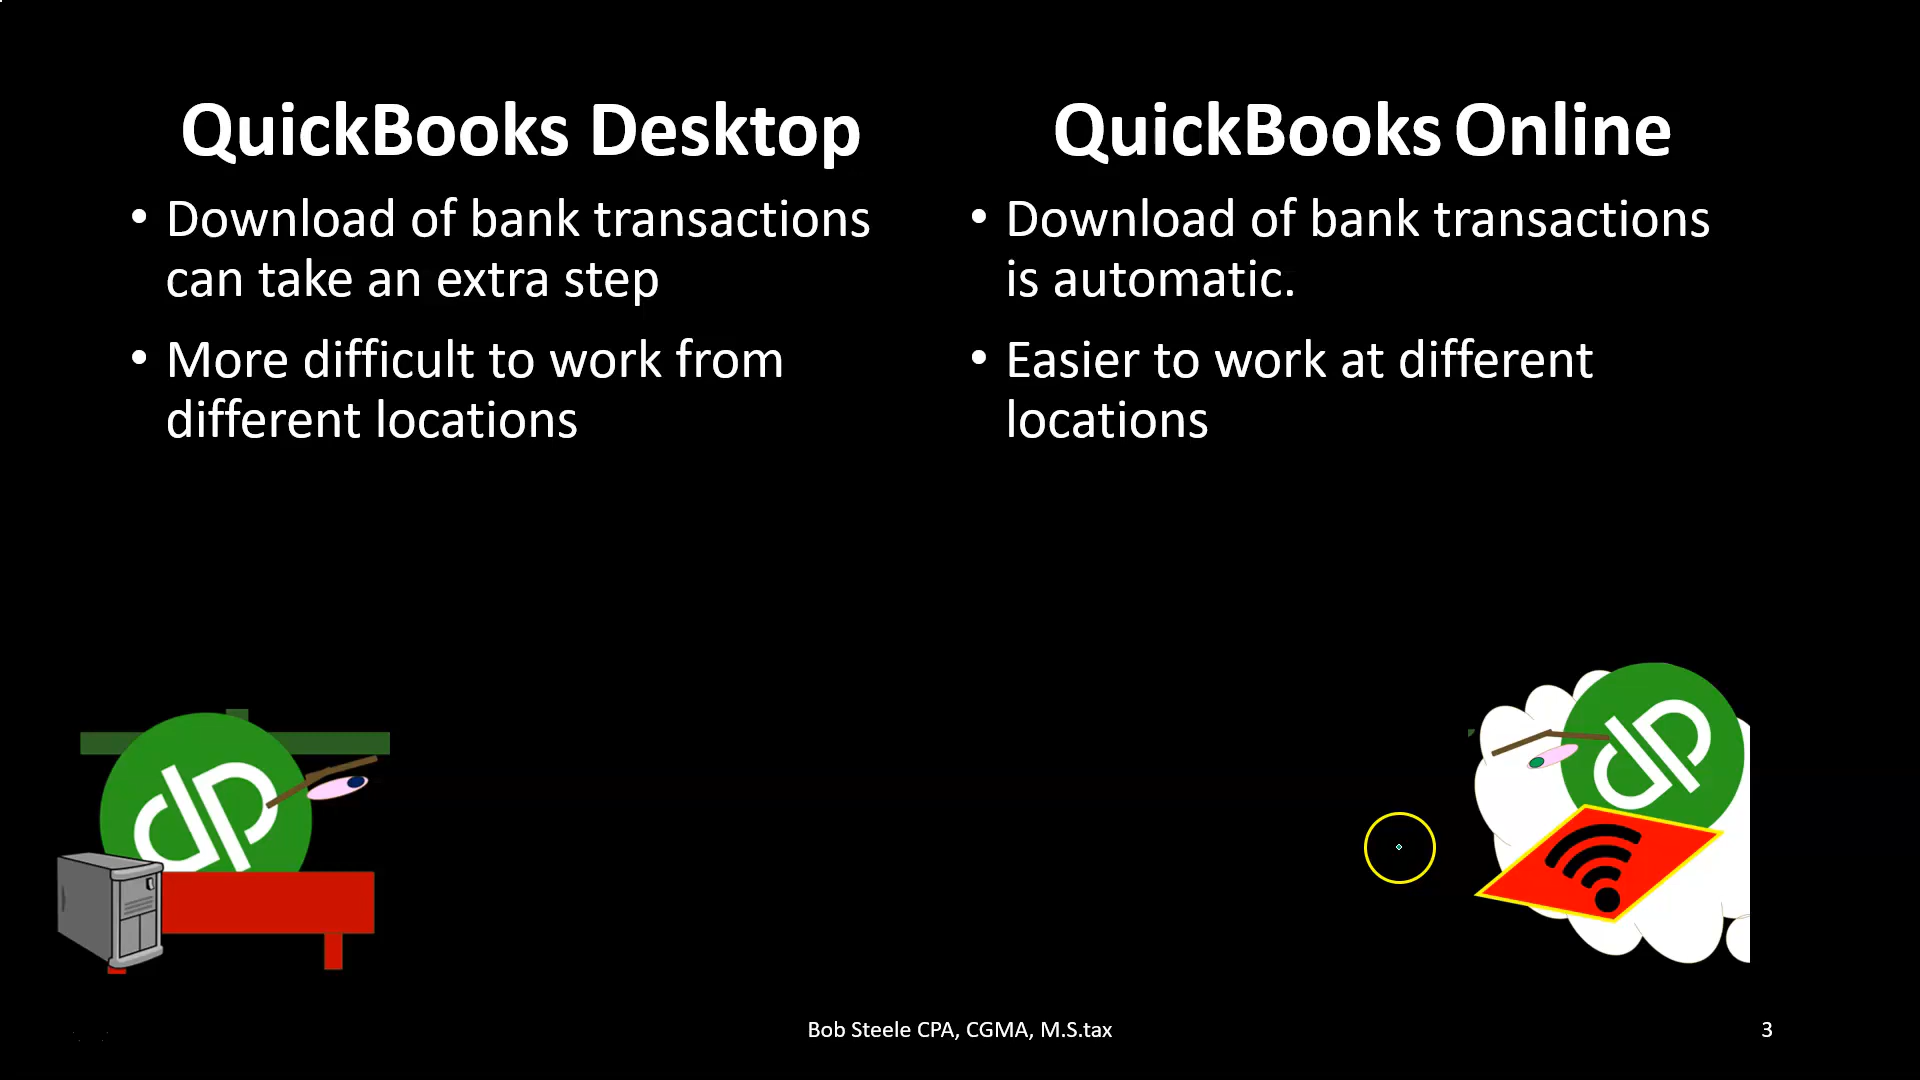 QuickBooks Desktop
• Download of bank transactions
can take an extra step
• More difficult to work from
different locations
QuickBooks Online
• Download of bank transactions
is automatic.
• Easier to work at different
locations
Bob Steele CPA, CGMA, M.S.tax
3